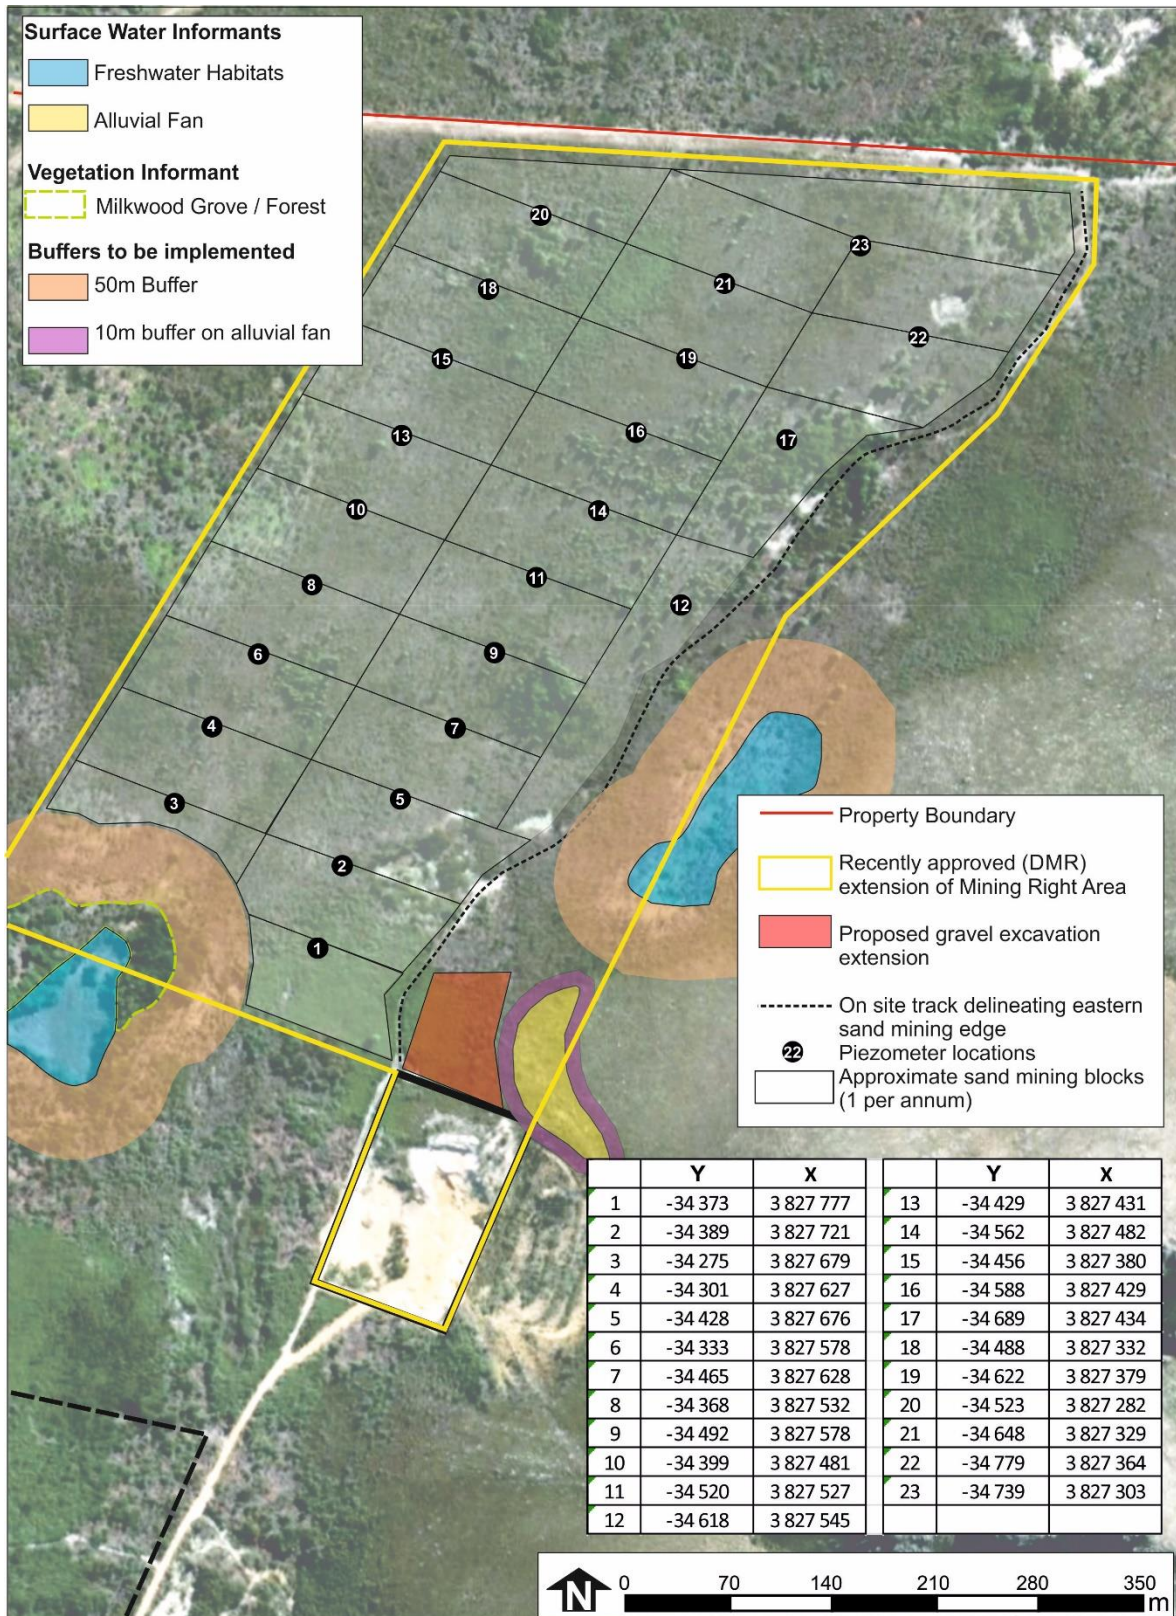 Surface Water Informants
Freshwater Habitats
Alluvial Fan
Vegetation Informant
Milkwood Grove / Forest
Buffers to be implemented
50m Buffer
10m buffer on alluvial fan
20
23
18
21
22
15
19
13
16
17
10
14
8
11
12
6
9
4
7
3
5
2
1
Property Boundary
Recently approved (DMR)
extension of Mining Right Area
Proposed gravel excavation
extension
On site track delineating eastern
sand mining edge
22 Piezometer locations
Approximate sand mining blocks
(1 per annum)
Y X Y X
1 -34 373 3 827 777 13 -34 429 3 827 431
2 -34 389 3 827 721 14 -34 562 3 827 482
3 -34 275 3 827 679 15 -34 456 3 827 380
4 -34 301 3 827 627 16 -34 588 3 827 429
5 -34 428 3 827 676 17 -34 689 3 827 434
6 -34 333 3 827 578 18 -34 488 3 827 332
7 -34 465 3 827 628 19 -34 622 3 827 379
8 -34 368 3 827 532 20 -34 523 3 827 282
9 -34 492 3 827 578 21 -34 648 3 827 329
10 -34 399 3 827 481 22 -34 779 3 827 364
11 -34 520 3 827 527 23 -34 739 3 827 303
12 -34 618 3 827 545
N 0 70 140 210 280 350
m